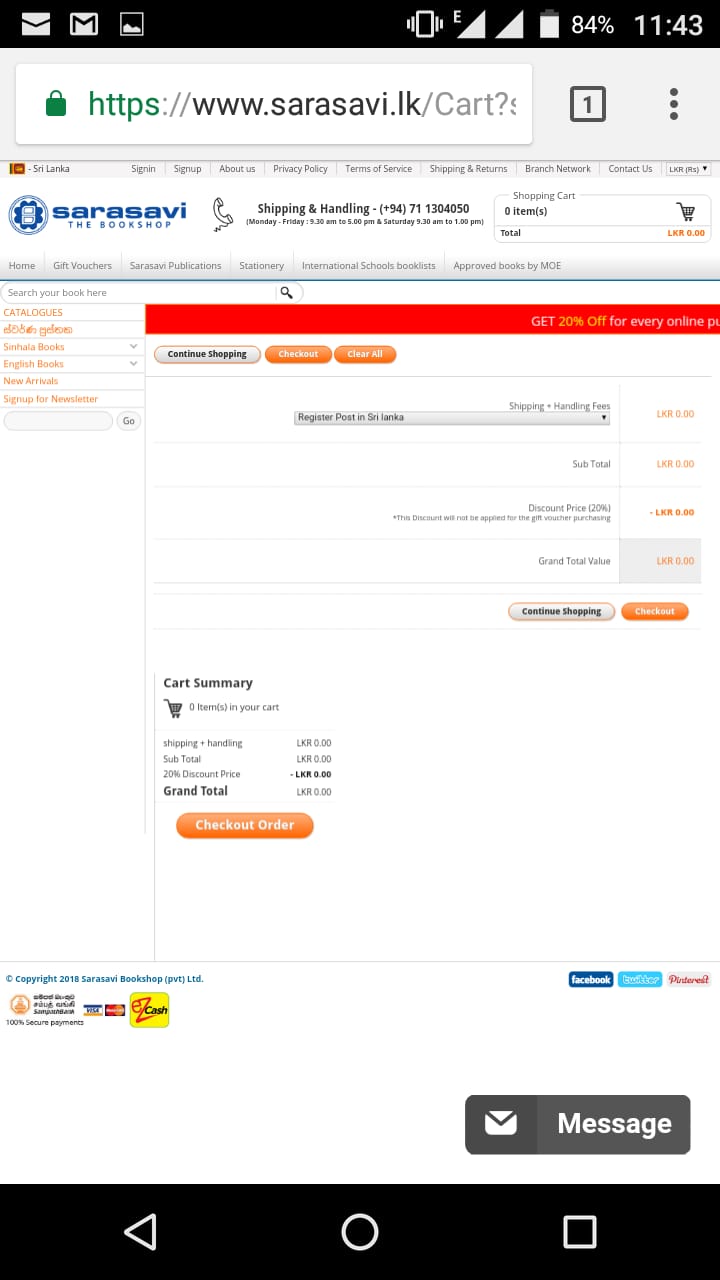 E 84% 11:43
https://www.sarasavi.lk/Cart?s
1
- Sri Lanka Signin Signup About us Privacy Policy Terms of Service Shipping & Returns Branch Network Contact Us LKR (Rs)
sarasavi
THE BOOKSHOP
Shipping & Handling - (+94) 71 1304050
(Monday - Friday : 9.30 am to 5.00 pm & Saturday 9.30 am to 1.00 pm)
Shopping Cart
0 item(s)
Total LKR 0.00
Home Gift Vouchers Sarasavi Publications Stationery International Schools booklists Approved books by MOE
Search your book here
CATALOGUES
GET 20% Off for every online pu
ස්වර්ණ පුස්තක
Sinhala Books
English Books
New Arrivals
Signup for Newsletter
Go
Continue Shopping Checkout Clear All
Shipping + Handling Fees
Register Post in Sri lanka
LKR 0.00
Sub Total LKR 0.00
Discount Price (20%)
*This Discount will not be applied for the gift voucher purchasing
- LKR 0.00
Grand Total Value LKR 0.00
Continue Shopping Checkout
Cart Summary
0 Item(s) in your cart
shipping + handling LKR 0.00
Sub Total LKR 0.00
20% Discount Price - LKR 0.00
Grand Total LKR 0.00
Checkout Order
© Copyright 2018 Sarasavi Bookshop (pvt) Ltd.
facebook twitter Pinterest
සම්පත් බැංකුව
சம்பத் வங்கி
SampathBank
VISA MasterCard eZ Cash
100% Secure payments
Message